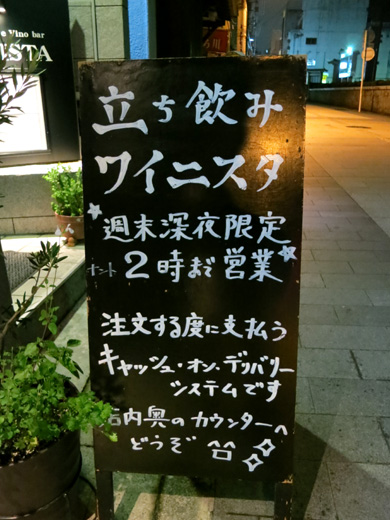 e Vino bar
ESTA
立ち飲み
ワイニスタ
週末深夜限定
ナント2時まで営業
注文する度に支払う
キャッシュ・オン・デリバリー
システムです
店内奥のカウンターへ
どうぞ